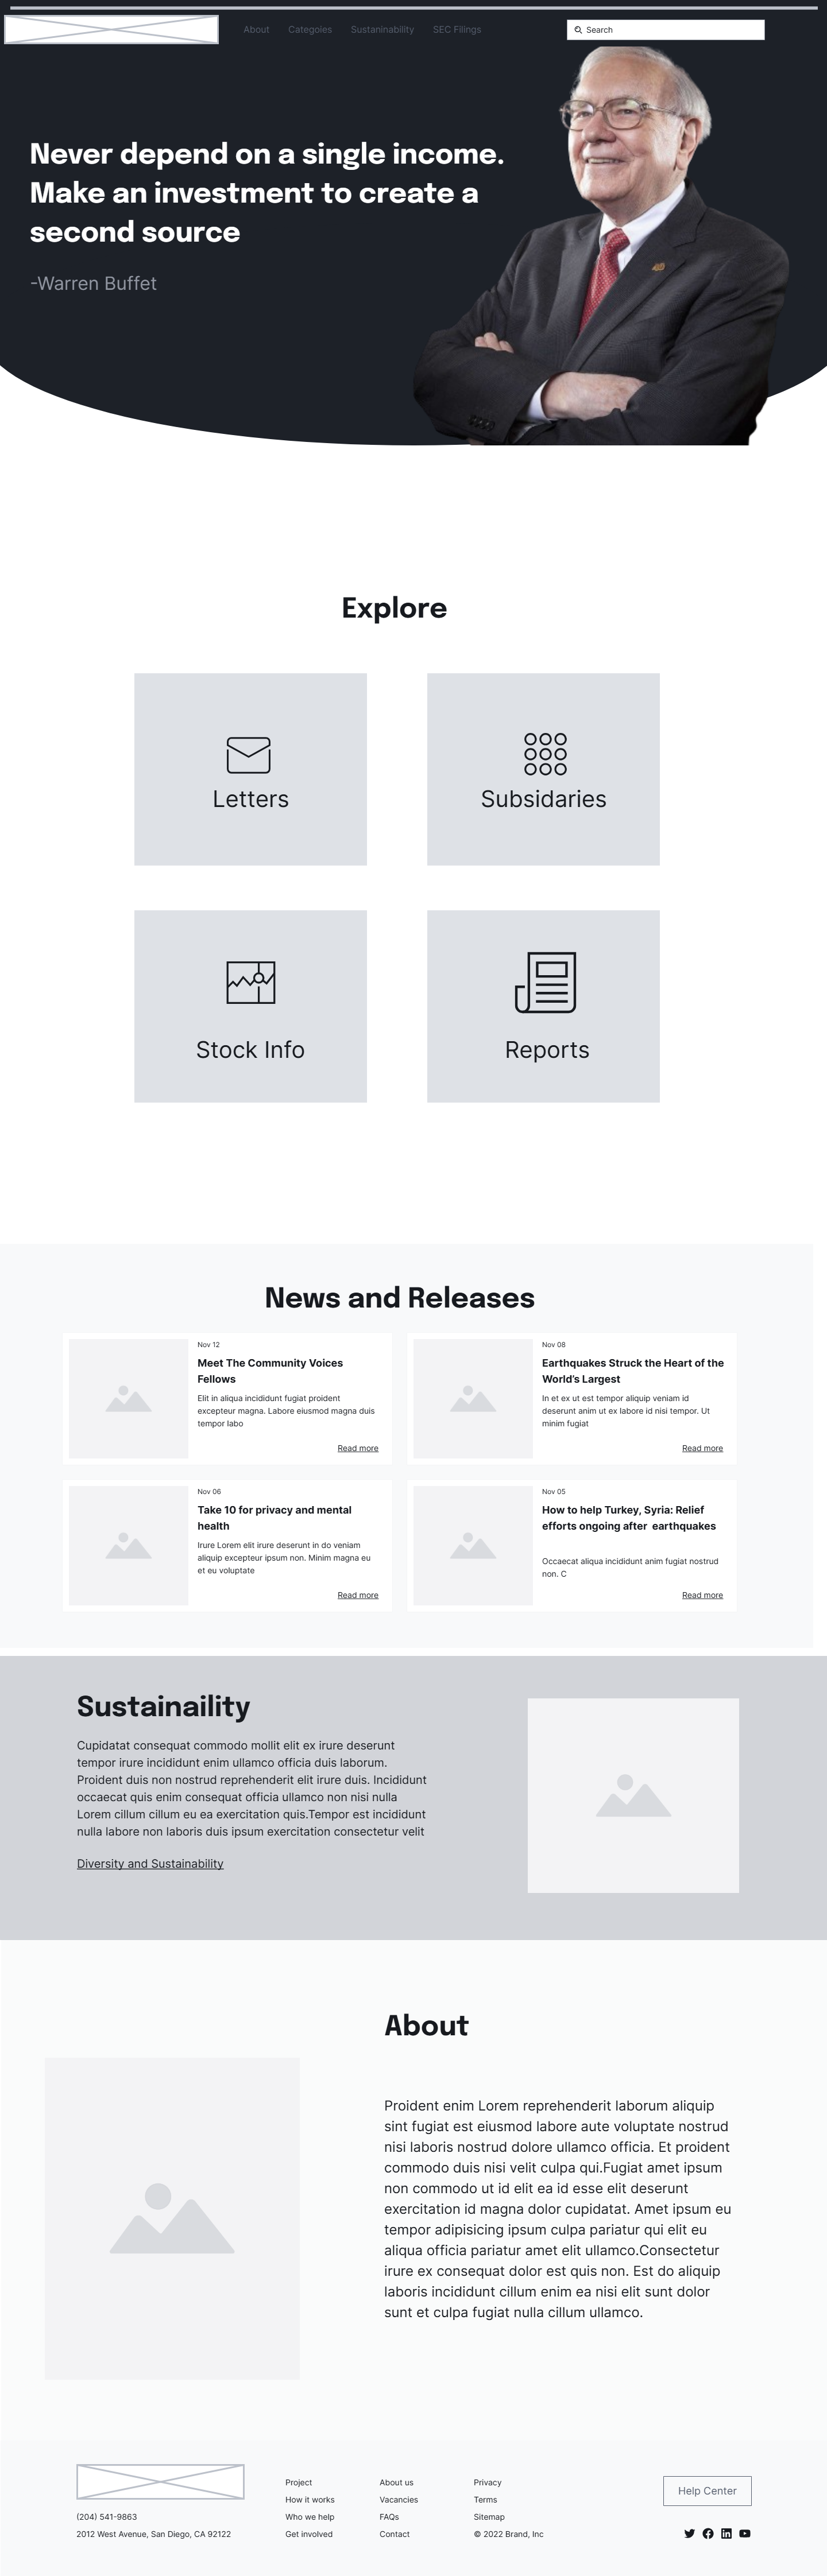 About Categoies Sustaninability SEC Filings Search
Never depend on a single income.
Make an investment to create a
second source
-Warren Buffet
Explore
Letters
Subsidaries
Stock Info
Reports
News and Releases
Nov 12
Meet The Community Voices
Fellows
Elit in aliqua incididunt fugiat proident
excepteur magna. Labore eiusmod magna duis
tempor labo
Read more
Nov 08
Earthquakes Struck the Heart of the
World's Largest
In et ex ut est tempor aliquip veniam id
deserunt anim ut ex labore id nisi tempor. Ut
minim fugiat
Read more
Nov 06
Take 10 for privacy and mental
health
Irure Lorem elit irure deserunt in do veniam
aliquip excepteur ipsum non. Minim magna eu
et eu voluptate
Read more
Nov 05
How to help Turkey, Syria: Relief
efforts ongoing after earthquakes
Occaecat aliqua incididunt anim fugiat nostrud
non. C
Read more
Sustainaility
Cupidatat consequat commodo mollit elit ex irure deserunt
tempor irure incididunt enim ullamco officia duis laborum.
Proident duis non nostrud reprehenderit elit irure duis. Incididunt
occaecat quis enim consequat officia ullamco non nisi nulla
Lorem cillum cillum eu ea exercitation quis.Tempor est incididunt
nulla labore non laboris duis ipsum exercitation consectetur velit
Diversity and Sustainability
About
Proident enim Lorem reprehenderit laborum aliquip
sint fugiat est eiusmod labore aute voluptate nostrud
nisi laboris nostrud dolore ullamco officia. Et proident
commodo duis nisi velit culpa qui.Fugiat amet ipsum
non commodo ut id elit ea id esse elit deserunt
exercitation id magna dolor cupidatat. Amet ipsum eu
tempor adipisicing ipsum culpa pariatur qui elit eu
aliqua officia pariatur amet elit ullamco.Consectetur
irure ex consequat dolor est quis non. Est do aliquip
laboris incididunt cillum enim ea nisi elit sunt dolor
sunt et culpa fugiat nulla cillum ullamco.
(204) 541-9863
2012 West Avenue, San Diego, CA 92122
Project
How it works
Who we help
Get involved
About us
Vacancies
FAQs
Contact
Privacy
Terms
Sitemap
© 2022 Brand, Inc
Help Center